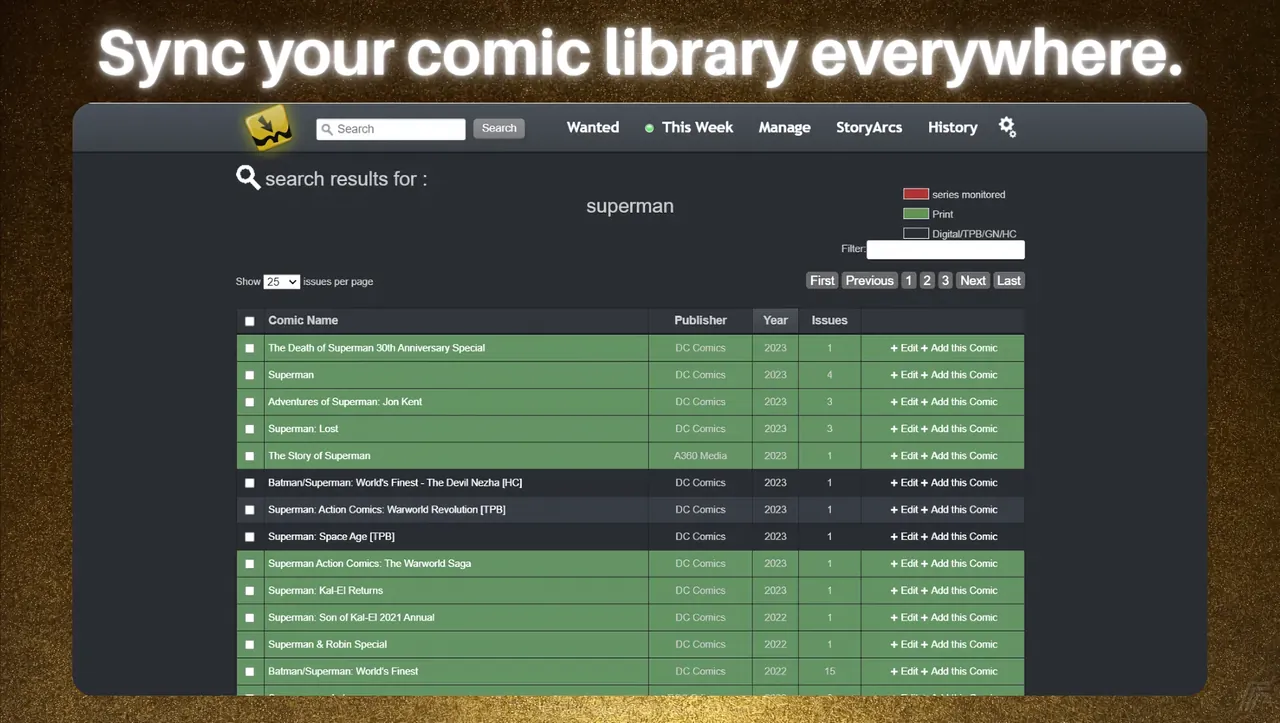 Sync your comic library everywhere.
Search Search Wanted This Week Manage StoryArcs History
search results for :
superman
series monitored
Print
Digital/TPB/GN/HC
Filter:
Show 25 issues per page First Previous 1 2 3 Next Last
Comic Name Publisher Year Issues
The Death of Superman 30th Anniversary Special DC Comics 2023 1 + Edit + Add this Comic
Superman DC Comics 2023 4 + Edit + Add this Comic
Adventures of Superman: Jon Kent DC Comics 2023 3 + Edit + Add this Comic
Superman: Lost DC Comics 2023 3 + Edit + Add this Comic
The Story of Superman A360 Media 2023 1 + Edit + Add this Comic
Batman/Superman: World's Finest - The Devil Nezha [HC] DC Comics 2023 1 + Edit + Add this Comic
Superman: Action Comics: Warworld Revolution [TPB] DC Comics 2023 1 + Edit + Add this Comic
Superman: Space Age [TPB] DC Comics 2023 1 + Edit + Add this Comic
Superman Action Comics: The Warworld Saga DC Comics 2023 1 + Edit + Add this Comic
Superman: Kal-El Returns DC Comics 2023 1 + Edit + Add this Comic
Superman: Son of Kal-El 2021 Annual DC Comics 2022 1 + Edit + Add this Comic
Superman & Robin Special DC Comics 2022 1 + Edit + Add this Comic
Batman/Superman: World's Finest DC Comics 2022 15 + Edit + Add this Comic